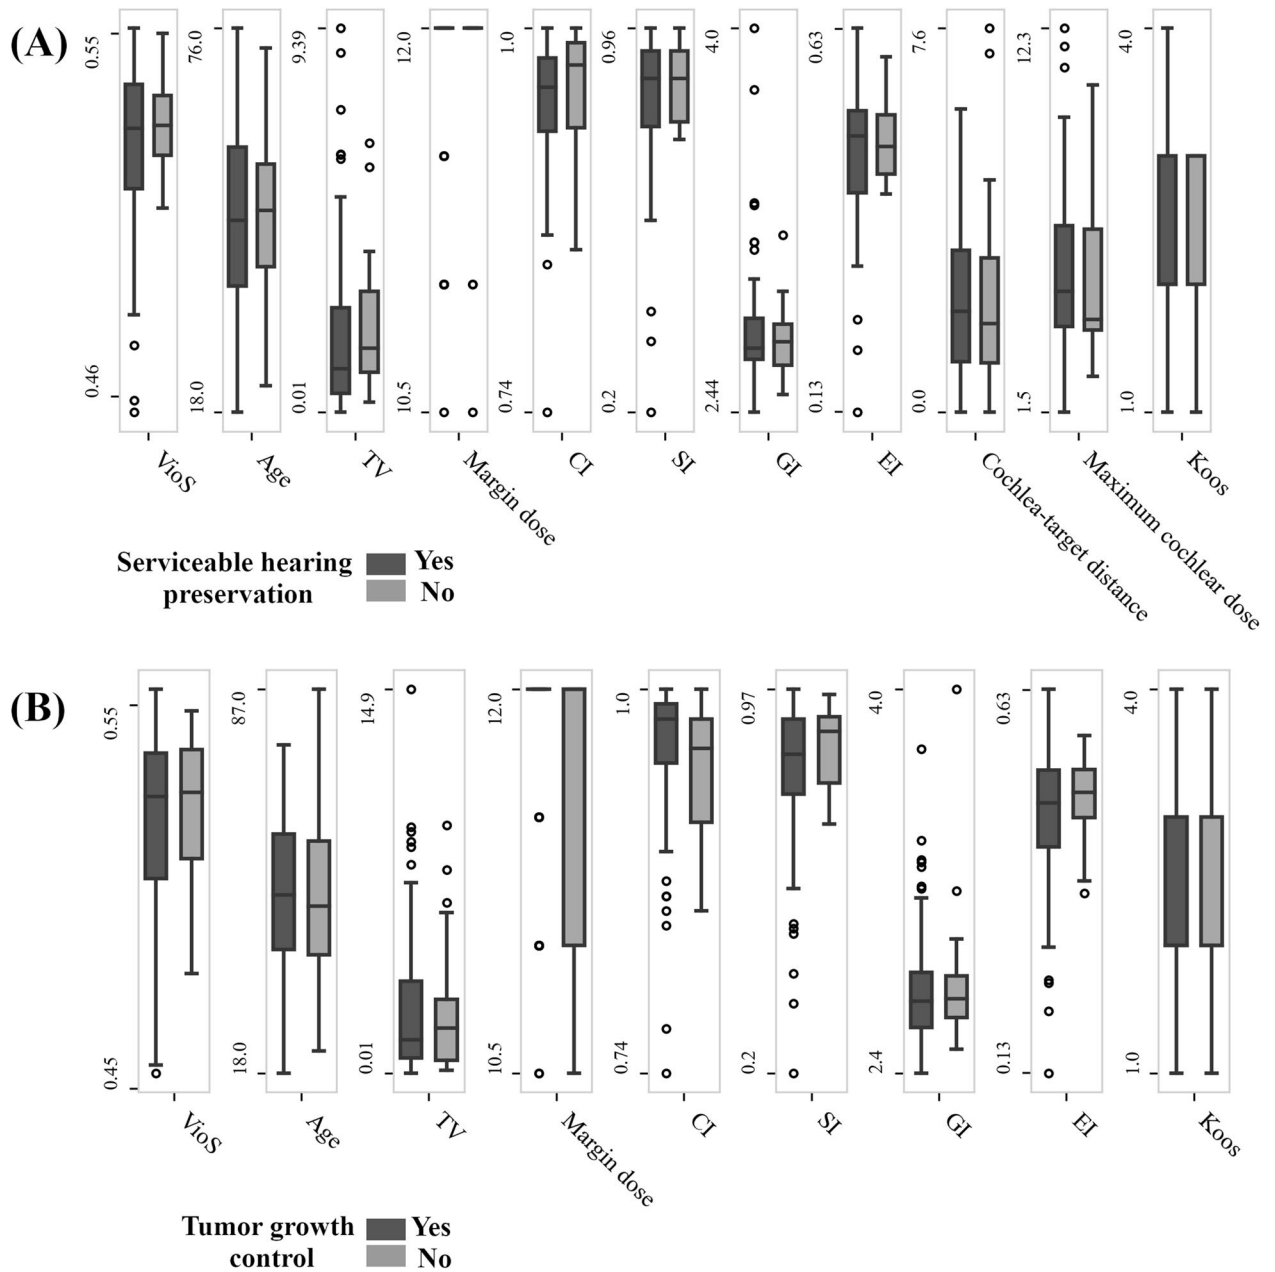 (A)
0.55
0.46
76.0
18.0
9.39
0.01
12.0
10.5
1.0
0.74
0.96
0.2
4.0
2.44
0.63
0.13
7.6
0.0
12.3
1.5
4.0
1.0
VioS
Age
TV
Margin dose
CI
SI
GI
EI
Cochlea-target distance
Maximum cochlear dose
Koos
Serviceable hearing
preservation
Yes
No
(B)
0.55
0.45
87.0
18.0
14.9
0.01
12.0
10.5
1.0
0.74
0.97
0.2
4.0
2.4
0.63
0.13
4.0
1.0
VioS
Age
TV
Margin dose
CI
SI
GI
EI
Koos
Tumor growth
control
Yes
No